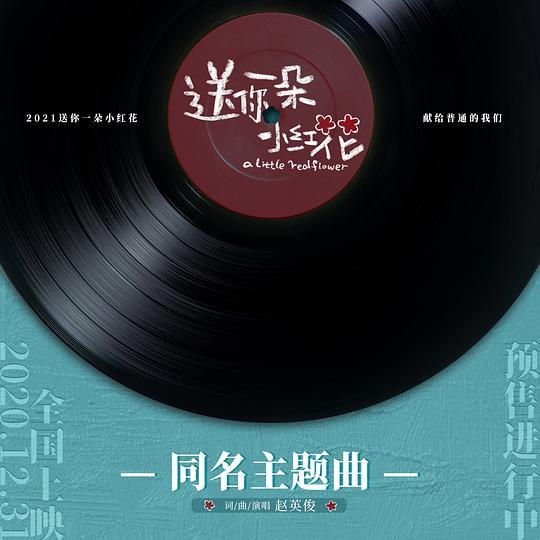 送你一朵
小红花
a little red flower
2021送你一朵小红花
献给普通的我们
全国上映
2020.12.31
预售进行中
同名主题曲
词/曲/演唱 赵英俊